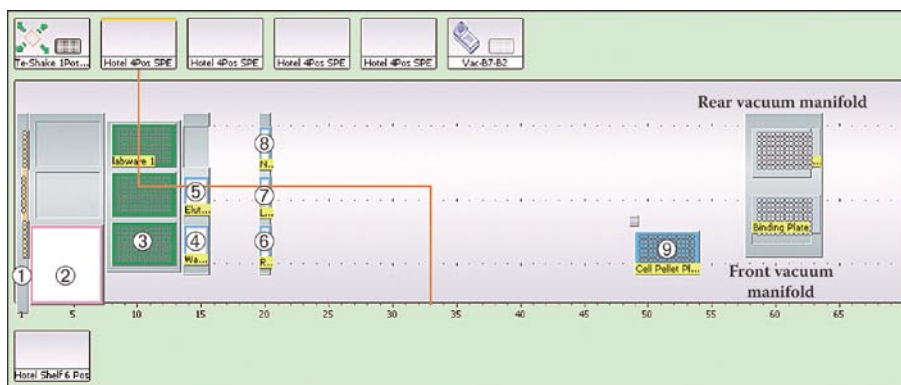 Te-Shake 1Pos...
Hotel 4Pos SPE
Hotel 4Pos SPE
Hotel 4Pos SPE
Hotel 4Pos SPE
Vac-B7-B2
Rear vacuum manifold
labware 1
8
N...
...
5
7
Elut...
L...
Binding Plate
1
2
3
4
6
9
Wa...
R...
Cell Pellet Pl...
Front vacuum
manifold
1 5 10 15 20 25 30 35 40 45 50 55 60 65
Hotel Shelf 6 Pos